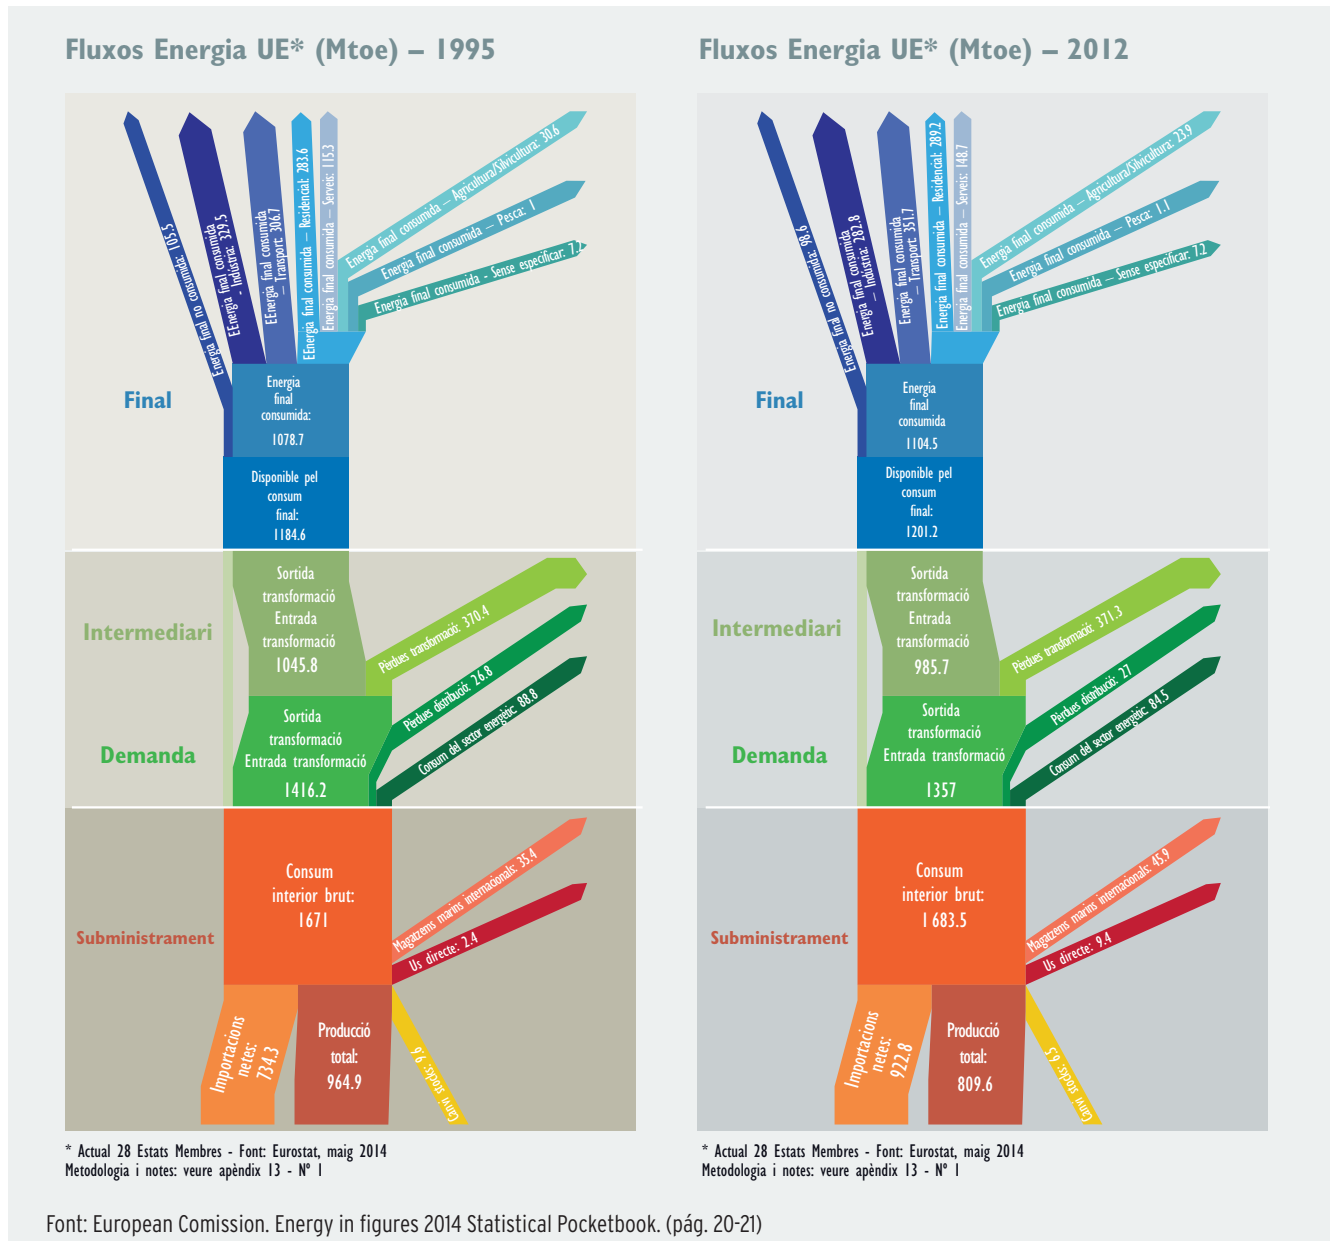 Fluxos Energia UE* (Mtoe) – 1995
Energia final no consumida: 105.5
EEnergia final consumida
- Indústria: 329.5
EEnergia final consumida
– Transport: 306.7
EEnergia final consumida – Residencial: 283.6
Energia final consumida – Serveis: 115.3
Energia final consumida – Agricultura/Silvicultura: 30.6
Energia final consumida – Pesca: 1
Energia final consumida - Sense especificar: 7.2
Final
Energia
final
consumida:
1078.7
Disponible pel
consum
final:
1184.6
Intermediari
Sortida
transformació
Entrada
transformació
1045.8
Pèrdues transformació: 370.4
Pèrdues distribució: 26.8
Consum del sector energètic: 88.8
Demanda
Sortida
transformació
Entrada transformació
1416.2
Subministrament
Consum
interior brut:
1671
Magatzems marins internacionals: 35.4
Us directe: 2.4
Importacions
netes:
734.3
Producció
total:
964.9
Canvi stocks: 9.6
* Actual 28 Estats Membres - Font: Eurostat, maig 2014
Metodologia i notes: veure apèndix 13 - Nº 1
Fluxos Energia UE* (Mtoe) – 2012
Energia final no consumida: 98.6
Energia final consumida
– Indústria: 282.8
Energia final consumida
– Transport: 351.7
Energia final consumida – Residencial: 289.2
Energia final consumida – Serveis: 148.7
Energia final consumida – Agricultura/Silvicultura: 23.9
Energia final consumida – Pesca: 1.1
Energia final consumida – Sense especificar: 7.2
Final
Energia
final
consumida
1104.5
Disponible pel
consum
final:
1201.2
Intermediari
Sortida
transformació
Entrada
transformació
985.7
Pèrdues transformació: 371.3
Pèrdues distribució: 27
Consum del sector energètic: 84.5
Demanda
Sortida
transformació
Entrada transformació
1357
Subministrament
Consum
interior brut:
1 683.5
Magatzems marins internacionals: 45.9
Us directe: 9.4
Importacions
netes:
922.8
Producció
total:
809.6
Canvi stocks: 6.5
* Actual 28 Estats Membres - Font: Eurostat, maig 2014
Metodologia i notes: veure apèndix 13 - Nº 1
Font: European Comission. Energy in figures 2014 Statistical Pocketbook. (pág. 20-21)